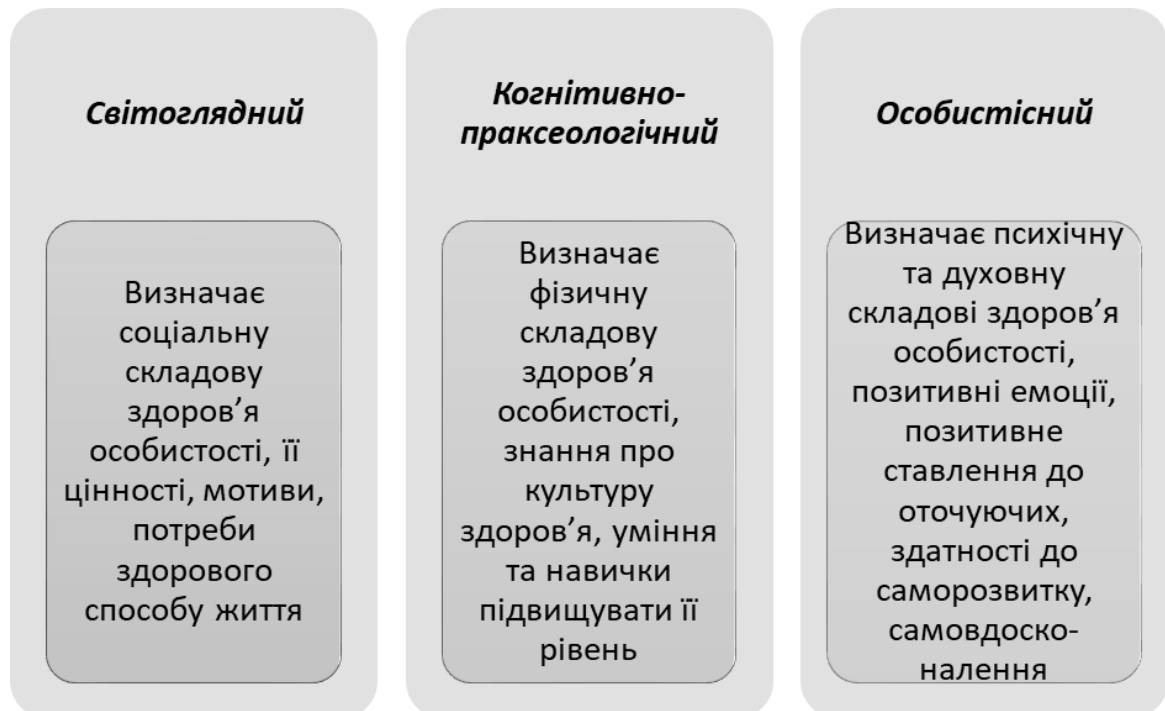 Світоглядний
Визначає
соціальну
складову
здоров’я
особистості, її
цінності, мотиви,
потреби
здорового
способу життя
Когнітивно-
праксеологічний
Визначає
фізичну
складову
здоров’я
особистості,
знання про
культуру
здоров’я, уміння
та навички
підвищувати її
рівень
Особистісний
Визначає психічну
та духовну
складові здоров’я
особистості,
позитивні емоції,
позитивне
ставлення до
оточуючих,
здатності до
саморозвитку,
самовдоско-
налення